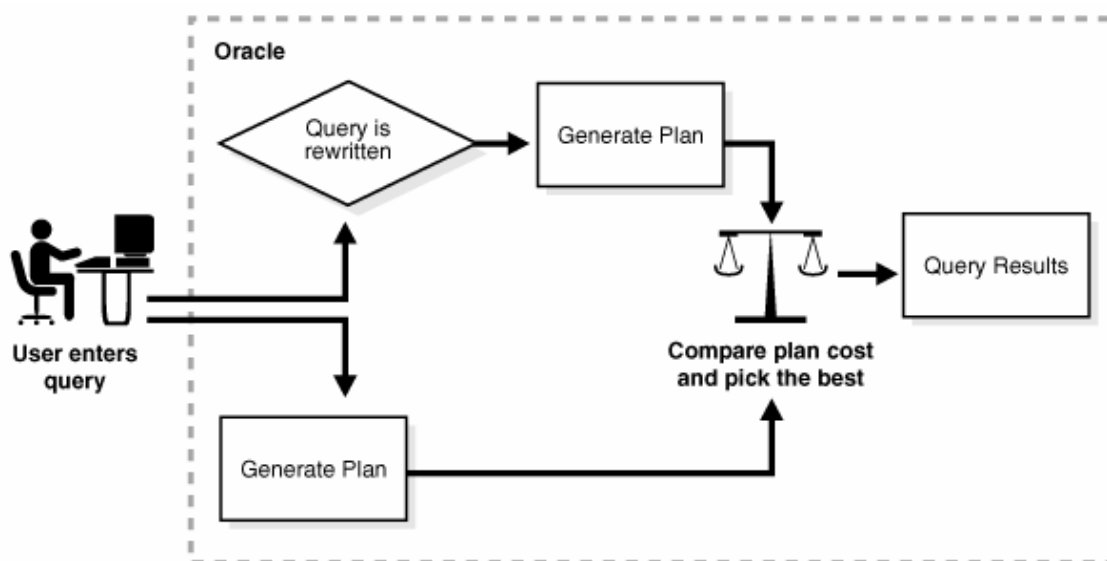 Oracle
Query is
rewritten
Generate Plan
Query Results
User enters
query
Compare plan cost
and pick the best
Generate Plan